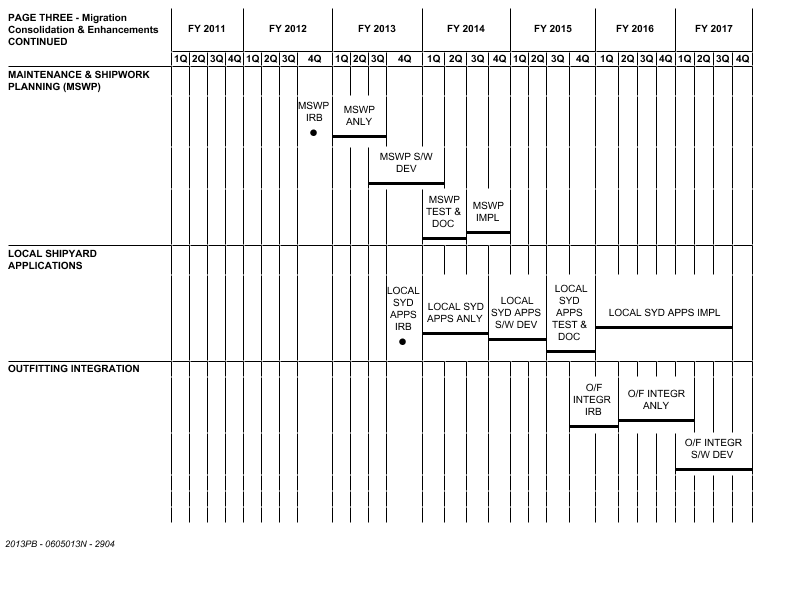 PAGE THREE - Migration
Consolidation & Enhancements
CONTINUED
FY 2011 FY 2012 FY 2013 FY 2014 FY 2015 FY 2016 FY 2017
1Q 2Q 3Q 4Q 1Q 2Q 3Q 4Q 1Q 2Q 3Q 4Q 1Q 2Q 3Q 4Q 1Q 2Q 3Q 4Q 1Q 2Q 3Q 4Q 1Q 2Q 3Q 4Q
MAINTENANCE & SHIPWORK
PLANNING (MSWP)
MSWP
IRB
MSWP
ANLY
MSWP S/W
DEV
MSWP
TEST &
DOC
MSWP
IMPL
LOCAL SHIPYARD
APPLICATIONS
LOCAL
SYD
APPS
IRB
LOCAL SYD
APPS ANLY
LOCAL
SYD APPS
S/W DEV
LOCAL
SYD
APPS
TEST &
DOC
LOCAL SYD APPS IMPL
OUTFITTING INTEGRATION
O/F
INTEGR
IRB
O/F INTEGR
ANLY
O/F INTEGR
S/W DEV
2013PB - 0605013N - 2904